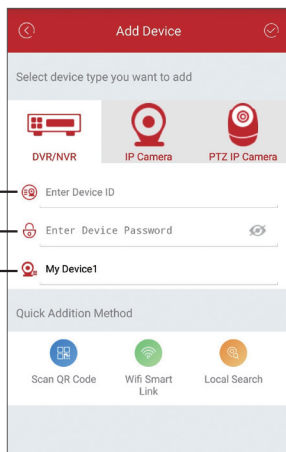 Add Device
Select device type you want to add
DVR/NVR IP Camera PTZ IP Camera
Enter Device ID
Enter Device Password
My Device1
Quick Addition Method
Scan QR Code Wifi Smart Local Search
Link